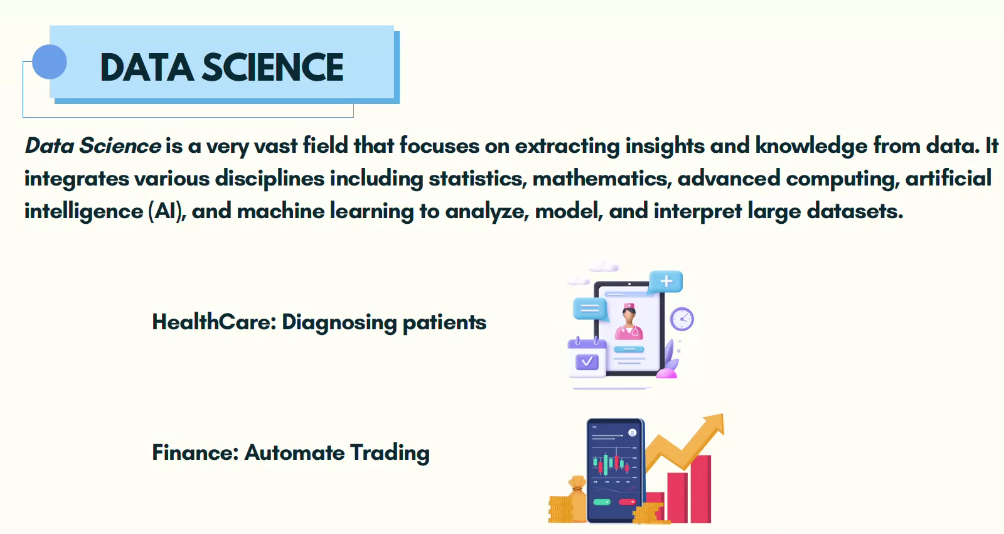 DATA SCIENCE
Data Science is a very vast field that focuses on extracting insights and knowledge from data. It
integrates various disciplines including statistics, mathematics, advanced computing, artificial
intelligence (AI), and machine learning to analyze, model, and interpret large datasets.
HealthCare: Diagnosing patients
Finance: Automate Trading